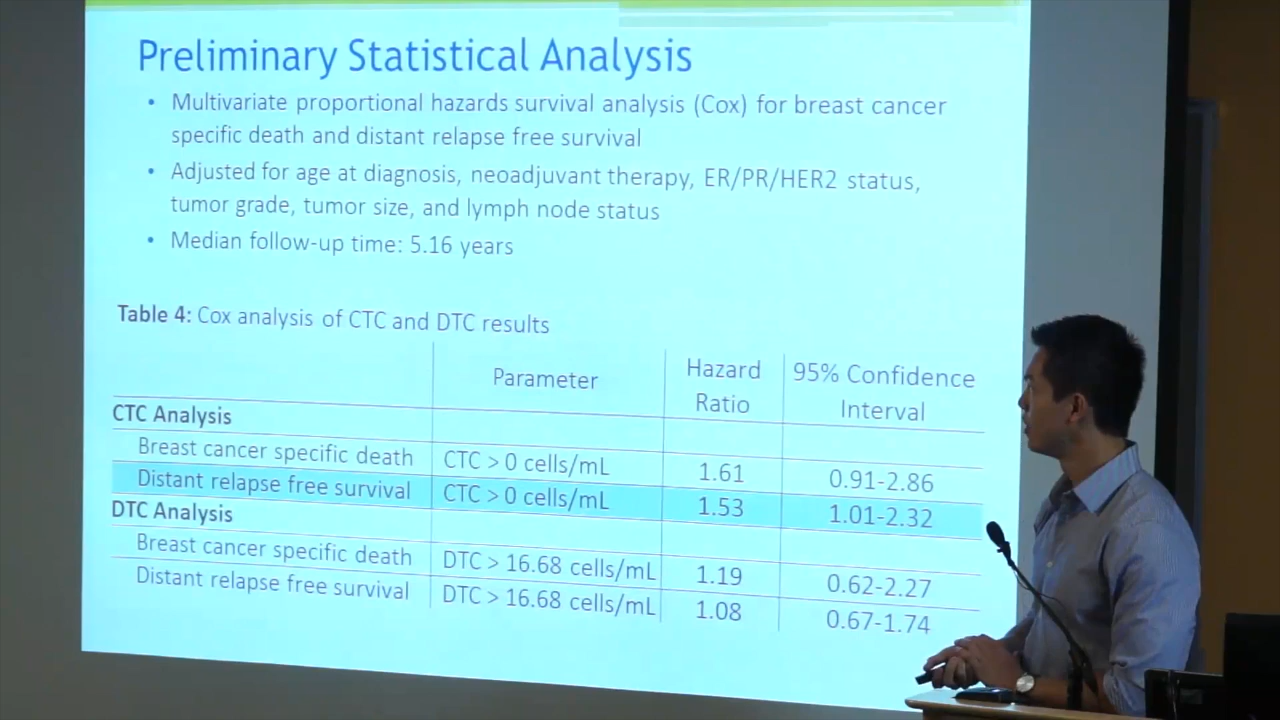 Preliminary Statistical Analysis
• Multivariate proportional hazards survival analysis (Cox) for breast cancer
specific death and distant relapse free survival
• Adjusted for age at diagnosis, neoadjuvant therapy, ER/PR/HER2 status,
tumor grade, tumor size, and lymph node status
• Median follow-up time: 5.16 years
Table 4: Cox analysis of CTC and DTC results
Parameter Hazard Ratio 95% Confidence Interval
CTC Analysis
Breast cancer specific death CTC > 0 cells/mL 1.61 0.91-2.86
Distant relapse free survival CTC > 0 cells/mL 1.53 1.01-2.32
DTC Analysis
Breast cancer specific death DTC > 16.68 cells/mL 1.19 0.62-2.27
Distant relapse free survival DTC > 16.68 cells/mL 1.08 0.67-1.74